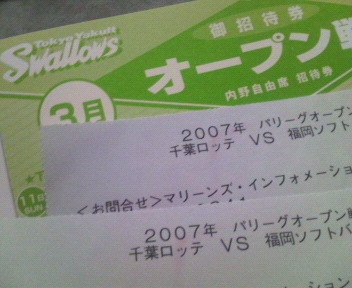 Tokyo Yakult
Swallows
御招待券
オープン戦
内野自由席 招待券
3月
11日
SUN
2007年 パリーグオープン
千葉ロッテ VS 福岡ソフト
<お問合せ>マリーンズ・インフォメーショ
2007年 パリーグオープン
千葉ロッテ VS 福岡ソフトバ